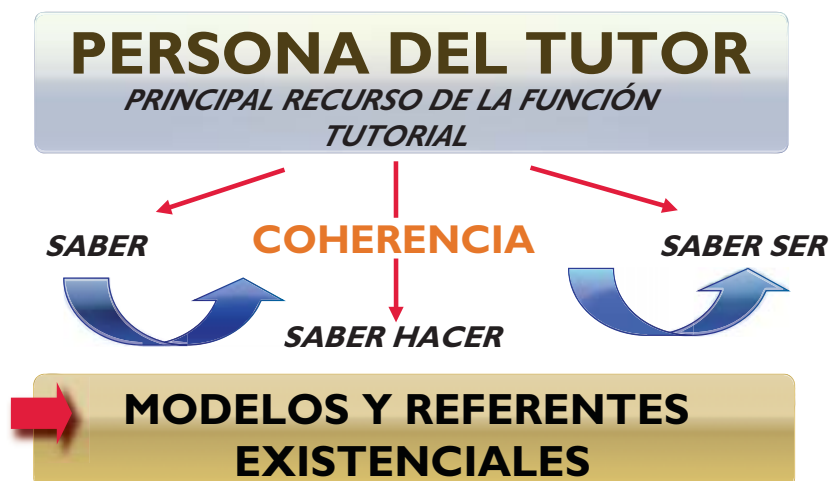 PERSONA DEL TUTOR
PRINCIPAL RECURSO DE LA FUNCIÓN
TUTORIAL
SABER
COHERENCIA
SABER SER
SABER HACER
MODELOS Y REFERENTES
EXISTENCIALES